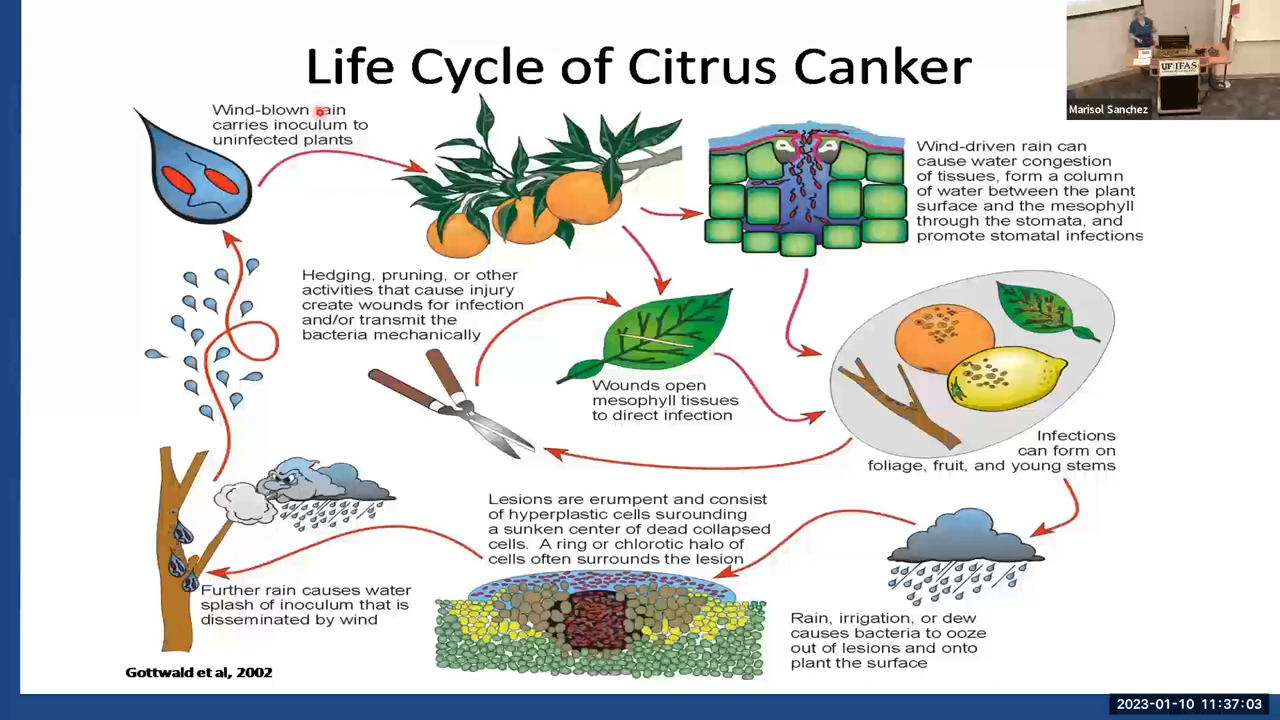 Life Cycle of Citrus Canker
Wind-blown rain
carries inoculum to
uninfected plants
Wind-driven rain can
cause water congestion
of tissues, form a column
of water between the plant
surface and the mesophyll
through the stomata, and
promote stomatal infections
Hedging, pruning, or other
activities that cause injury
create wounds for infection
and/or transmit the
bacteria mechanically
Wounds open
mesophyll tissues
to direct infection
Infections
can form on
foliage, fruit, and young stems
Lesions are erumpent and consist
of hyperplastic cells surounding
a sunken center of dead collapsed
cells. A ring or chlorotic halo of
cells often surrounds the lesion
Further rain causes water
splash of inoculum that is
disseminated by wind
Rain, irrigation, or dew
causes bacteria to ooze
out of lesions and onto
plant the surface
Gottwald et al, 2002
UF IFAS
Marisol Sanchez
2023-01-10 11:37:03